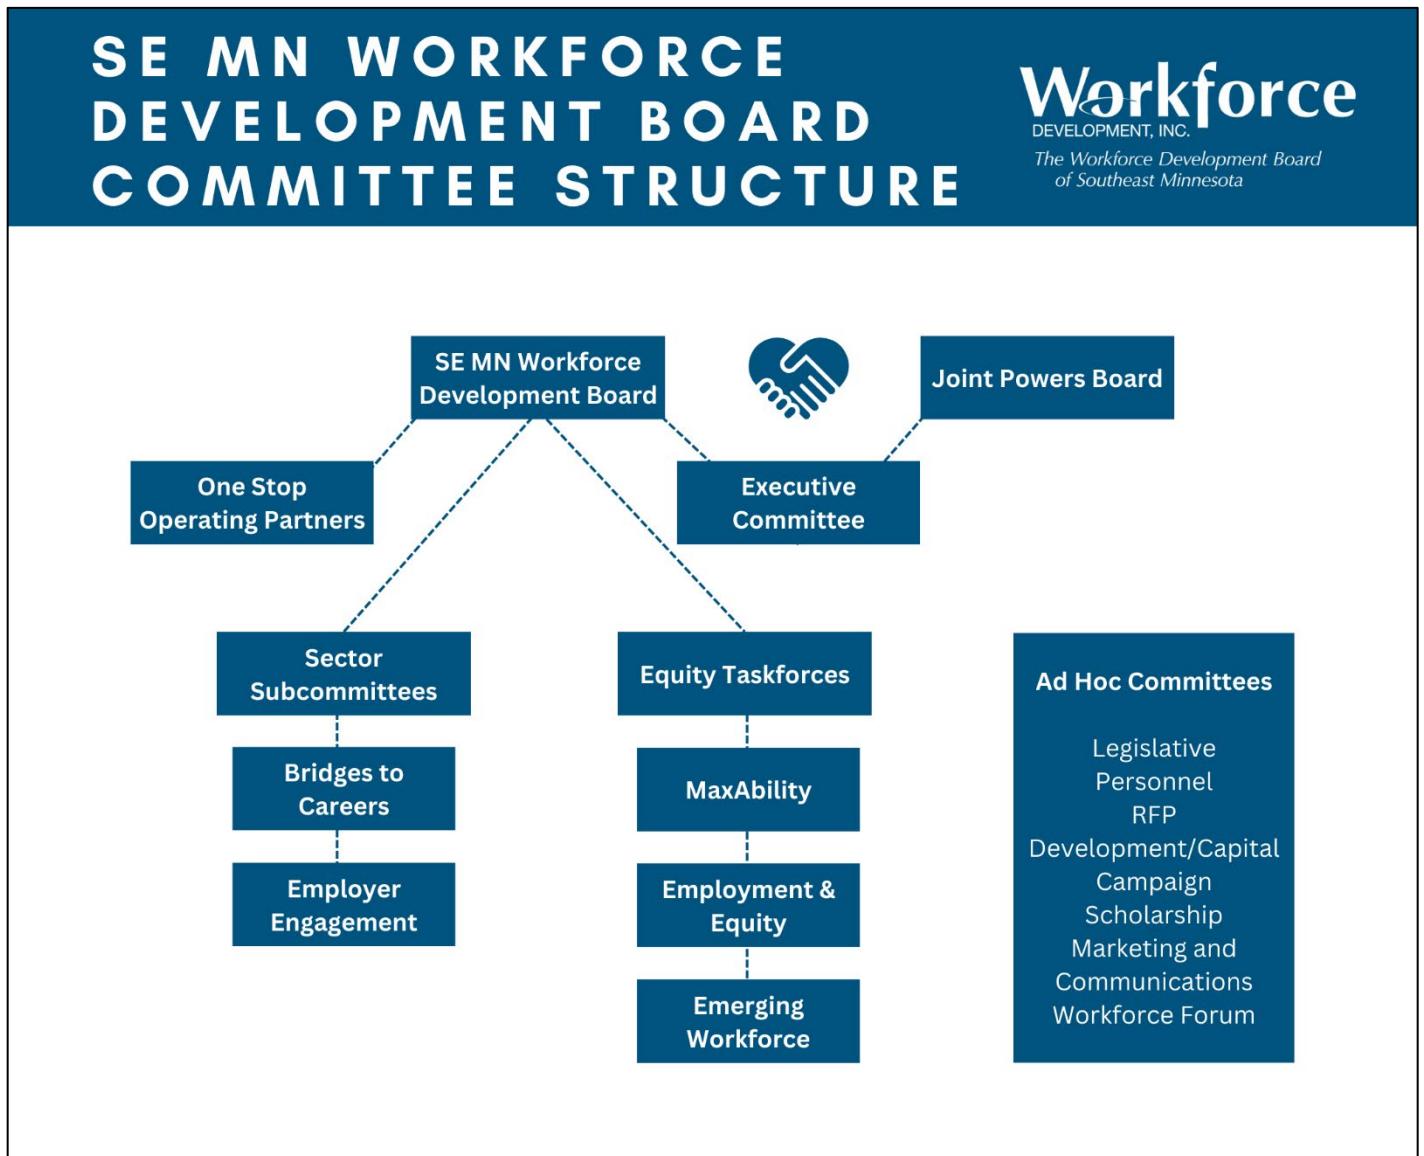 SE MN WORKFORCE
DEVELOPMENT BOARD
COMMITTEE STRUCTURE
Workforce
DEVELOPMENT, INC.
The Workforce Development Board
of Southeast Minnesota
SE MN Workforce
Development Board
Joint Powers Board
One Stop
Operating Partners
Executive
Committee
Sector
Subcommittees
Bridges to
Careers
Employer
Engagement
Equity Taskforces
MaxAbility
Employment &
Equity
Emerging
Workforce
Ad Hoc Committees
Legislative
Personnel
RFP
Development/Capital
Campaign
Scholarship
Marketing and
Communications
Workforce Forum